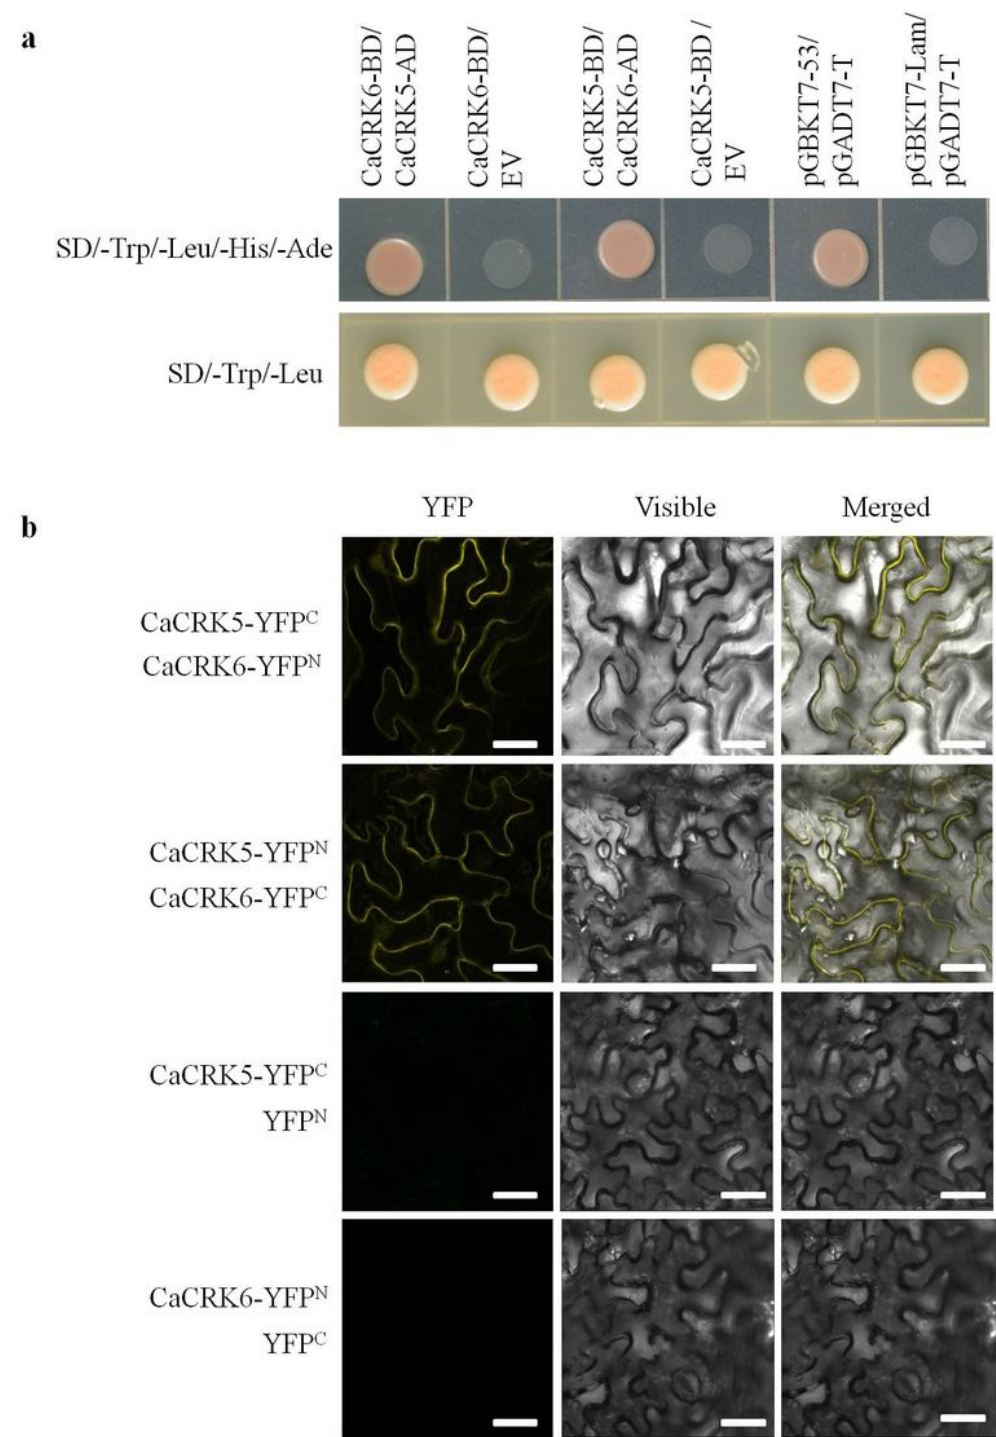 a
CaCRK6-BD/
CaCRK5-AD
CaCRK6-BD/
EV
CaCRK5-BD/
CaCRK6-AD
CaCRK5-BD /
EV
pGBKT7-53/
pGADT7-T
pGBKT7-Lam/
pGADT7-T
SD/-Trp/-Leu/-His/-Ade
SD/-Trp/-Leu
b
YFP Visible Merged
CaCRK5-YFPᶜ
CaCRK6-YFPᴺ
CaCRK5-YFPᴺ
CaCRK6-YFPᶜ
CaCRK5-YFPᶜ
YFPᴺ
CaCRK6-YFPᴺ
YFPᶜ